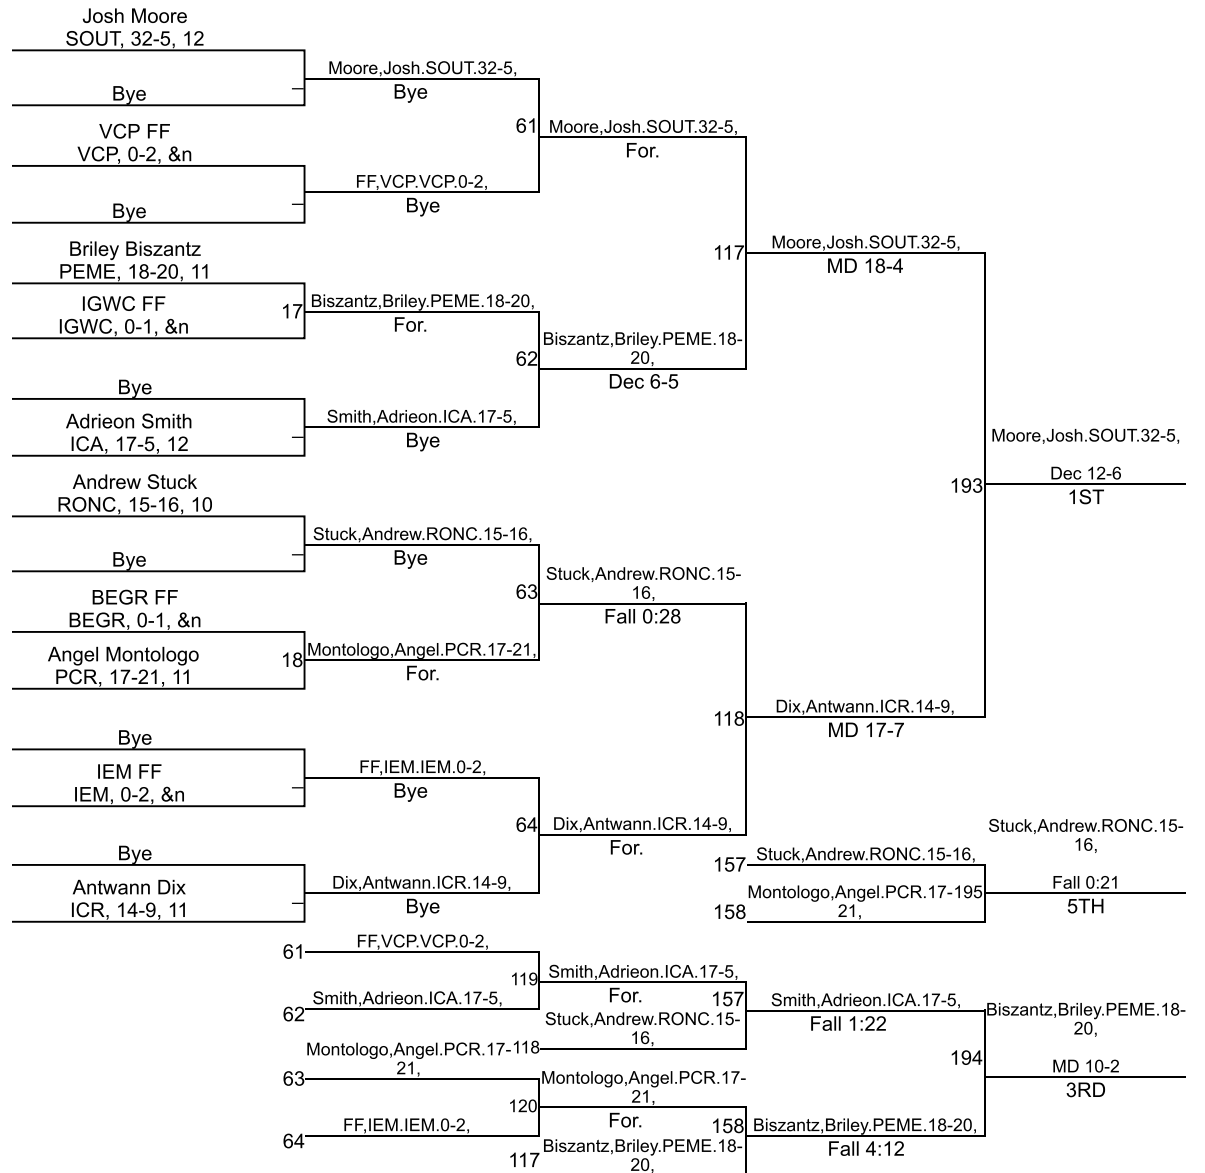 Josh Moore
SOUT, 32-5, 12
Bye
Moore,Josh.SOUT.32-5,
Bye
VCP FF
VCP, 0-2, &n
Bye
FF,VCP.VCP.0-2,
Bye
61
Moore,Josh.SOUT.32-5,
For.
Briley Biszantz
PEME, 18-20, 11
IGWC FF
IGWC, 0-1, &n
17
Biszantz,Briley.PEME.18-20,
For.
Bye
Adrieon Smith
ICA, 17-5, 12
Smith,Adrieon.ICA.17-5,
Bye
62
Biszantz,Briley.PEME.18-
20,
Dec 6-5
117
Moore,Josh.SOUT.32-5,
MD 18-4
Andrew Stuck
RONC, 15-16, 10
Bye
Stuck,Andrew.RONC.15-16,
Bye
BEGR FF
BEGR, 0-1, &n
Angel Montologo
PCR, 17-21, 11
18
Montologo,Angel.PCR.17-21,
For.
63
Stuck,Andrew.RONC.15-
16,
Fall 0:28
Bye
IEM FF
IEM, 0-2, &n
FF,IEM.IEM.0-2,
Bye
Bye
Antwann Dix
ICR, 14-9, 11
Dix,Antwann.ICR.14-9,
Bye
64
Dix,Antwann.ICR.14-9,
For.
118
Dix,Antwann.ICR.14-9,
MD 17-7
193
Moore,Josh.SOUT.32-5,
Dec 12-6
1ST
157
Stuck,Andrew.RONC.15-16,
158
Montologo,Angel.PCR.17-
21,
195
Stuck,Andrew.RONC.15-
16,
Fall 0:21
5TH
61
FF,VCP.VCP.0-2,
62
Smith,Adrieon.ICA.17-5,
119
Smith,Adrieon.ICA.17-5,
For.
118
Stuck,Andrew.RONC.15-
16,
157
Smith,Adrieon.ICA.17-5,
Fall 1:22
63
Montologo,Angel.PCR.17-
21,
64
FF,IEM.IEM.0-2,
120
Montologo,Angel.PCR.17-
21,
For.
117
Biszantz,Briley.PEME.18-
20,
158
Biszantz,Briley.PEME.18-20,
Fall 4:12
194
Biszantz,Briley.PEME.18-
20,
MD 10-2
3RD